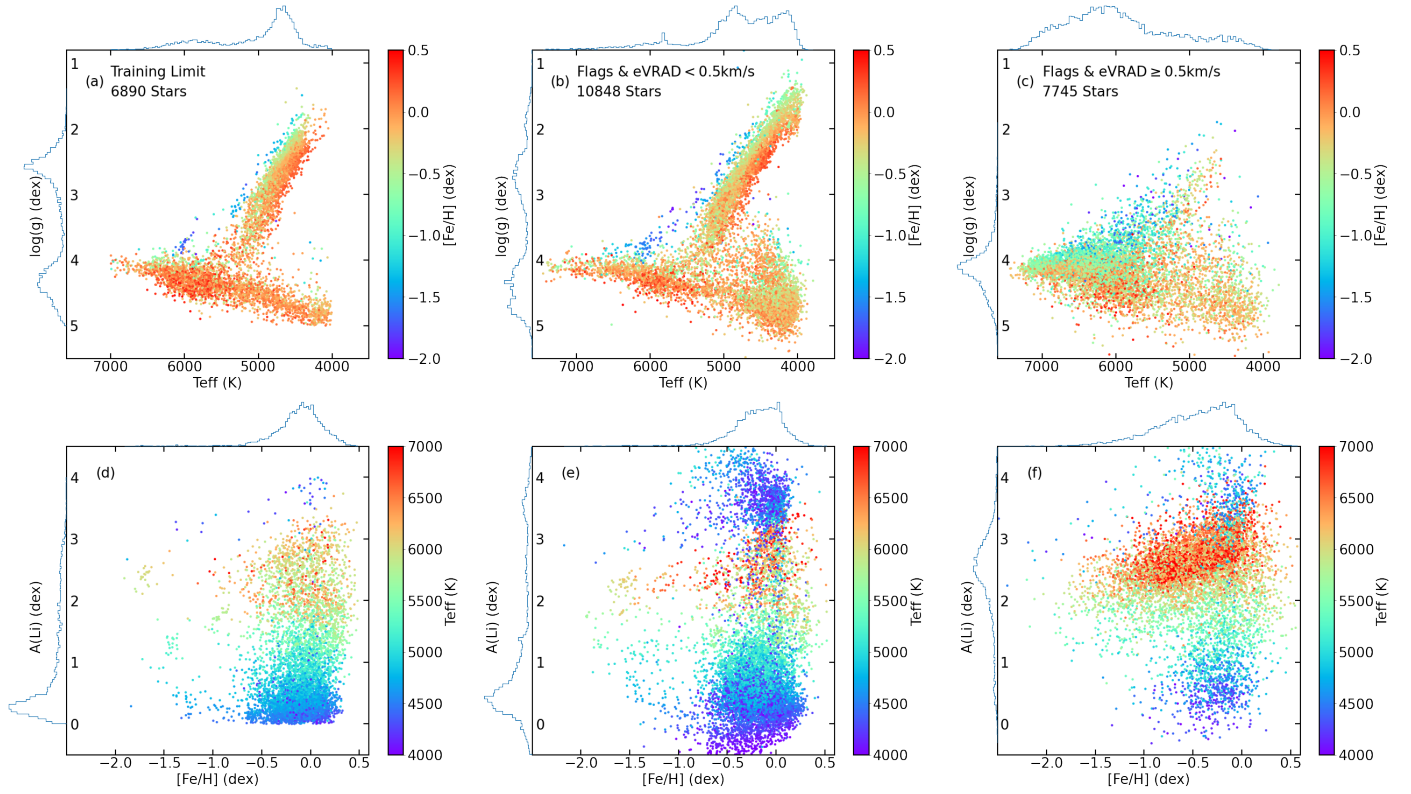 (a) Training Limit
6890 Stars
1
2
3
4
5
log(g) (dex)
7000 6000 5000 4000
Teff (K)
0.5
0.0
−0.5
−1.0
−1.5
−2.0
[Fe/H] (dex)
(b) Flags & eVRAD < 0.5km/s
10848 Stars
1
2
3
4
5
log(g) (dex)
7000 6000 5000 4000
Teff (K)
0.5
0.0
−0.5
−1.0
−1.5
−2.0
[Fe/H] (dex)
(c) Flags & eVRAD ≥ 0.5km/s
7745 Stars
1
2
3
4
5
log(g) (dex)
7000 6000 5000 4000
Teff (K)
0.5
0.0
−0.5
−1.0
−1.5
−2.0
[Fe/H] (dex)
(d)
4
3
2
1
0
A(Li) (dex)
−2.0 −1.5 −1.0 −0.5 0.0 0.5
[Fe/H] (dex)
7000
6500
6000
5500
5000
4500
4000
Teff (K)
(e)
4
3
2
1
0
A(Li) (dex)
−2.0 −1.5 −1.0 −0.5 0.0 0.5
[Fe/H] (dex)
7000
6500
6000
5500
5000
4500
4000
Teff (K)
(f)
4
3
2
1
0
A(Li) (dex)
−2.0 −1.5 −1.0 −0.5 0.0 0.5
[Fe/H] (dex)
7000
6500
6000
5500
5000
4500
4000
Teff (K)